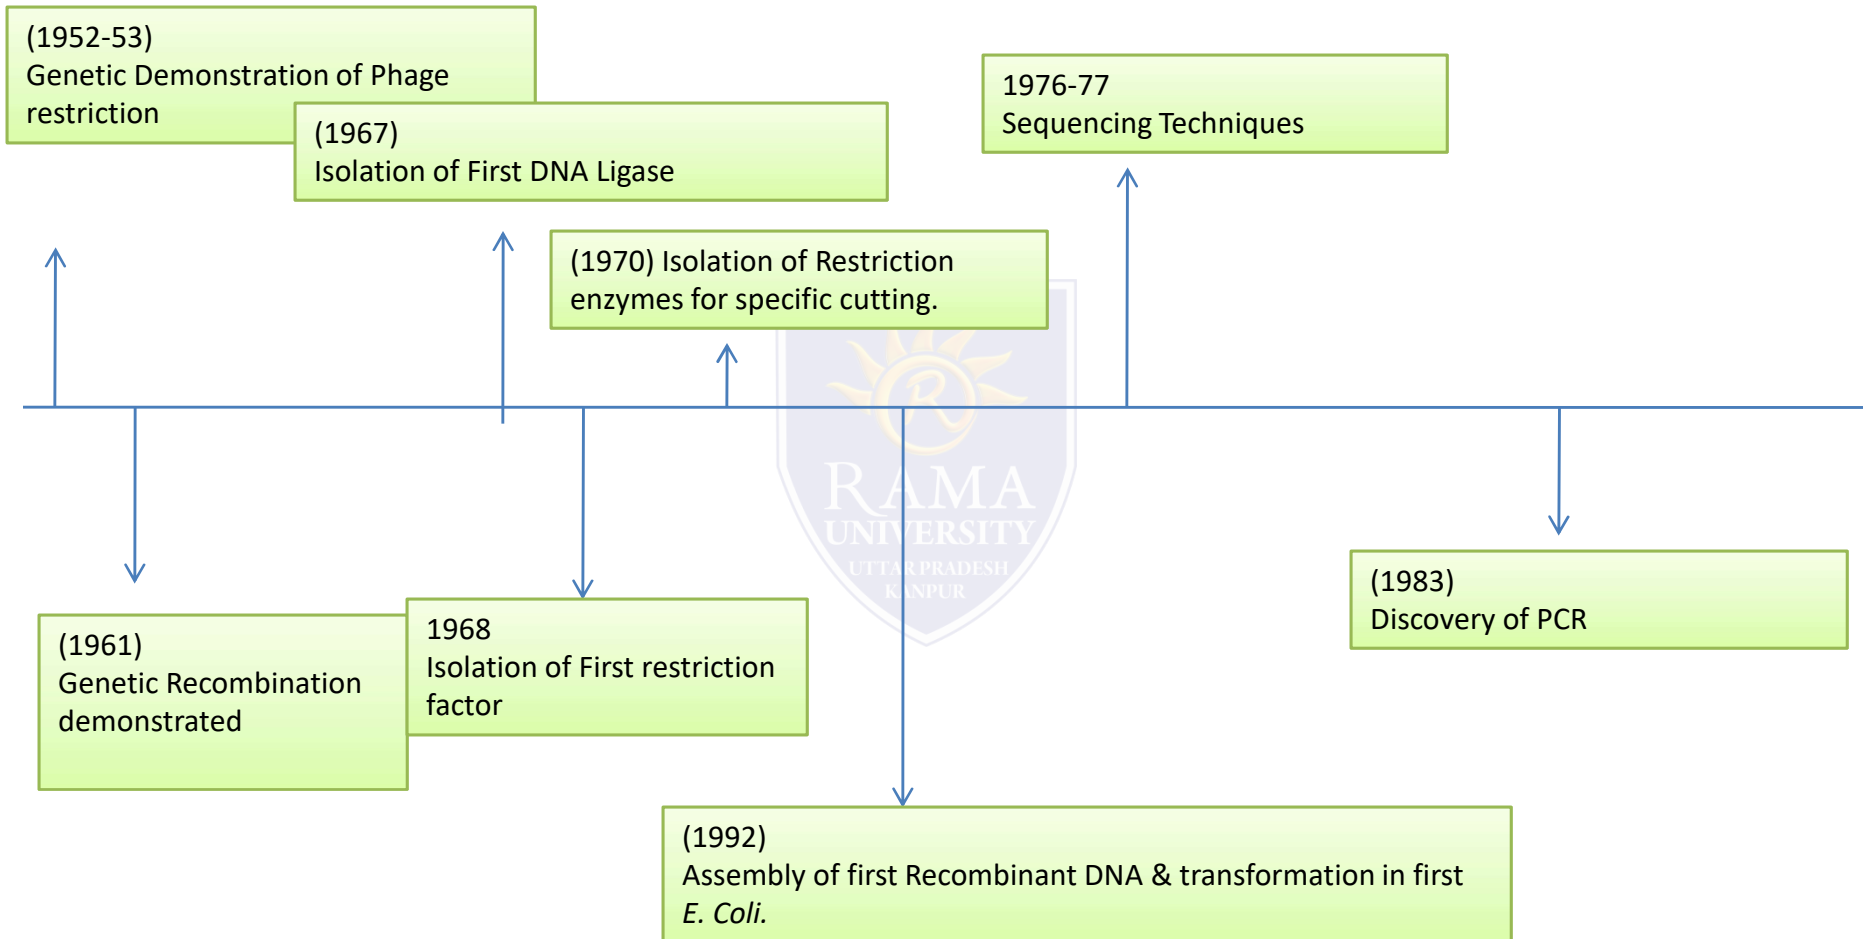 (1952-53)
Genetic Demonstration of Phage
restriction
(1967)
Isolation of First DNA Ligase
1976-77
Sequencing Techniques
(1970) Isolation of Restriction
enzymes for specific cutting.
R
RAMA
UNIVERSITY
UTTAR PRADESH
KANPUR
(1961)
Genetic Recombination
demonstrated
1968
Isolation of First restriction
factor
(1983)
Discovery of PCR
(1992)
Assembly of first Recombinant DNA & transformation in first
E. Coli.